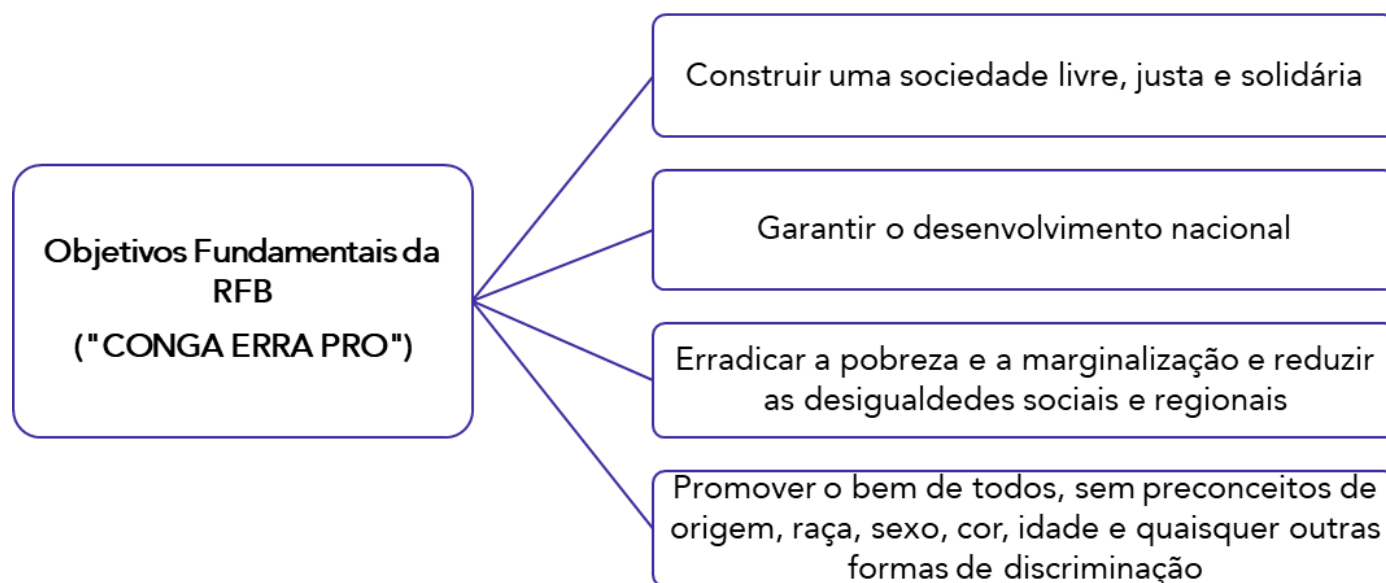 Objetivos Fundamentais da
RFB
("CONGA ERRA PRO")
Construir uma sociedade livre, justa e solidária
Garantir o desenvolvimento nacional
Erradicar a pobreza e a marginalização e reduzir
as desigualdedes sociais e regionais
Promover o bem de todos, sem preconceitos de
origem, raça, sexo, cor, idade e quaisquer outras
formas de discriminação